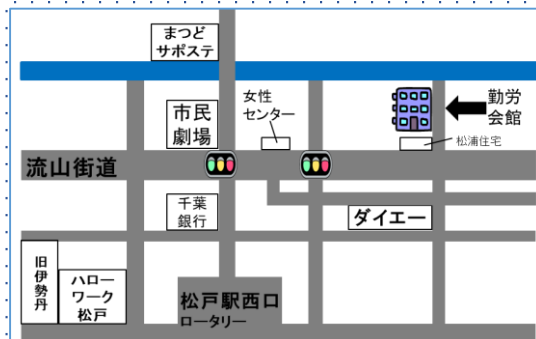 まつど
サポステ
市民
劇場
女性
センター
勤労
会館
松浦住宅
流山街道
千葉
銀行
ダイエー
旧伊勢丹
ハロー
ワーク
松戸
松戸駅西口
ロータリー